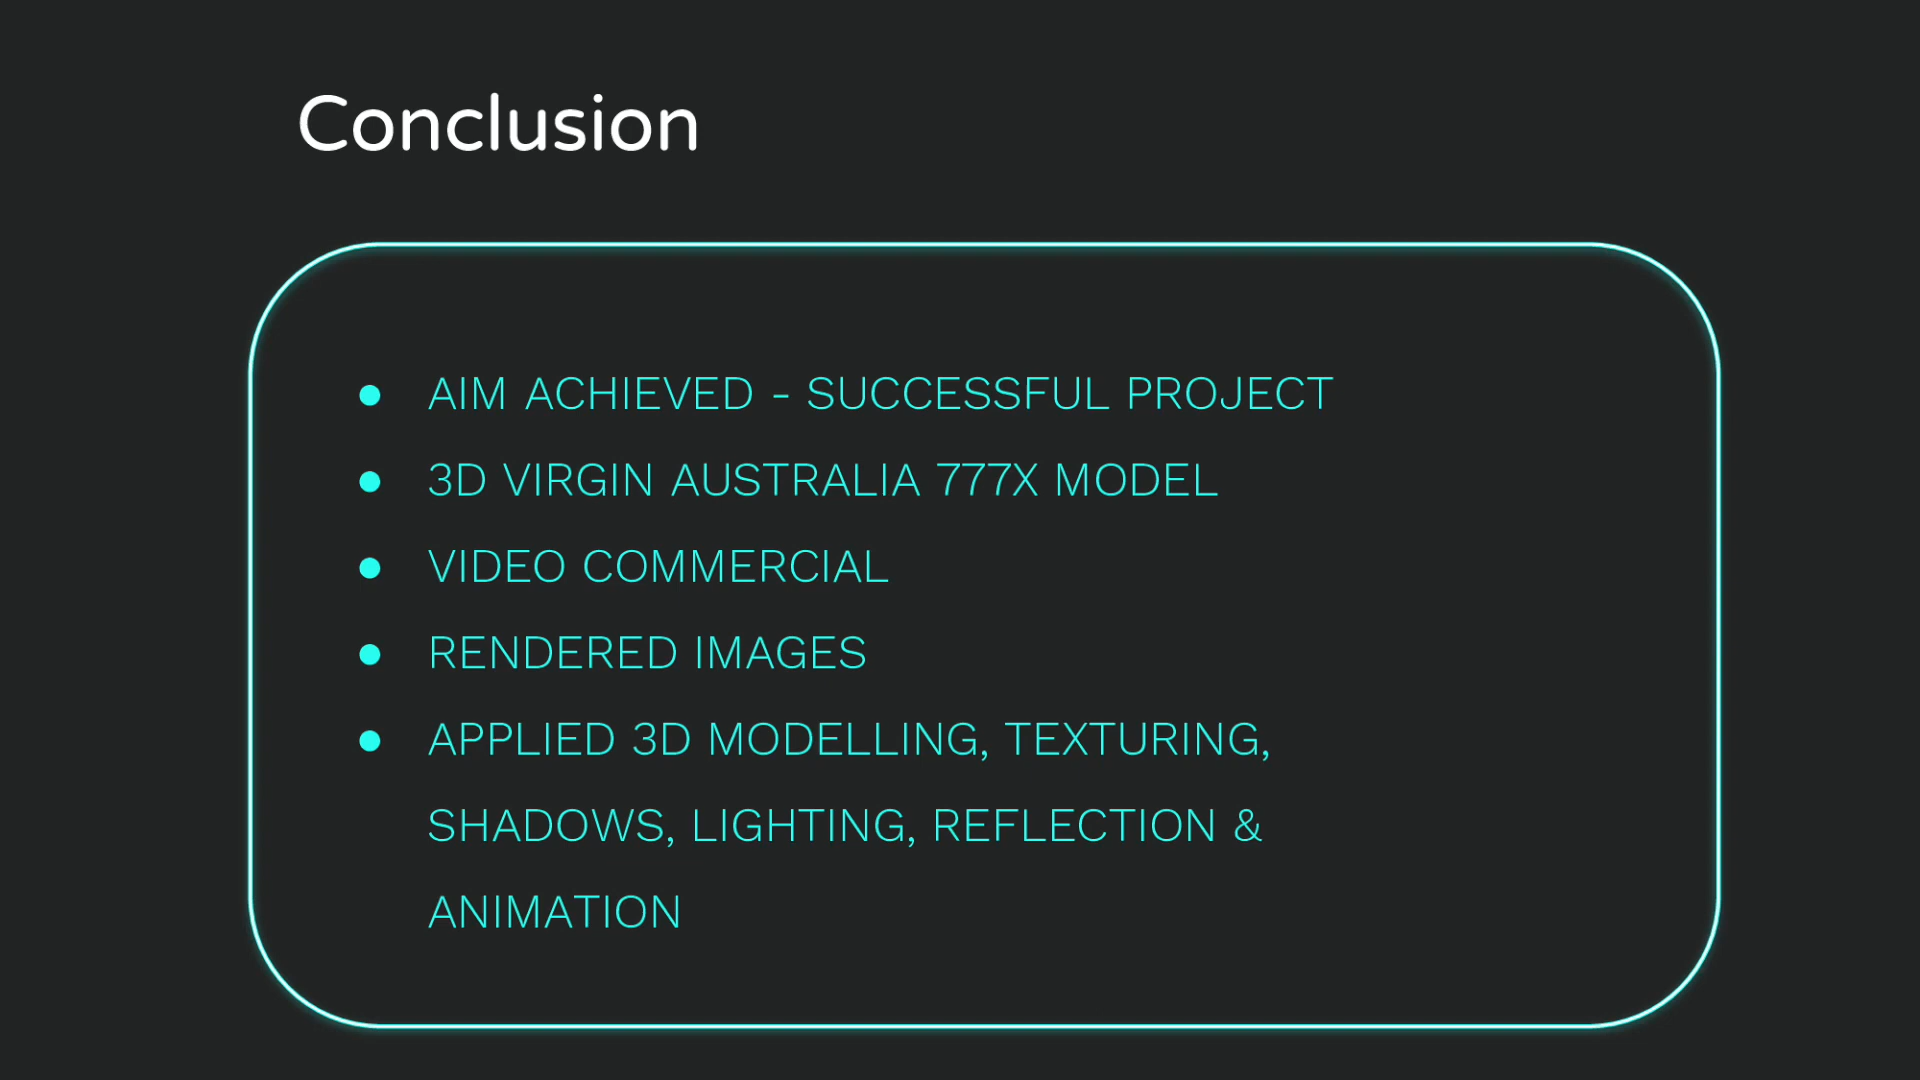 Conclusion
● AIM ACHIEVED - SUCCESSFUL PROJECT
● 3D VIRGIN AUSTRALIA 777X MODEL
● VIDEO COMMERCIAL
● RENDERED IMAGES
● APPLIED 3D MODELLING, TEXTURING,
SHADOWS, LIGHTING, REFLECTION &
ANIMATION